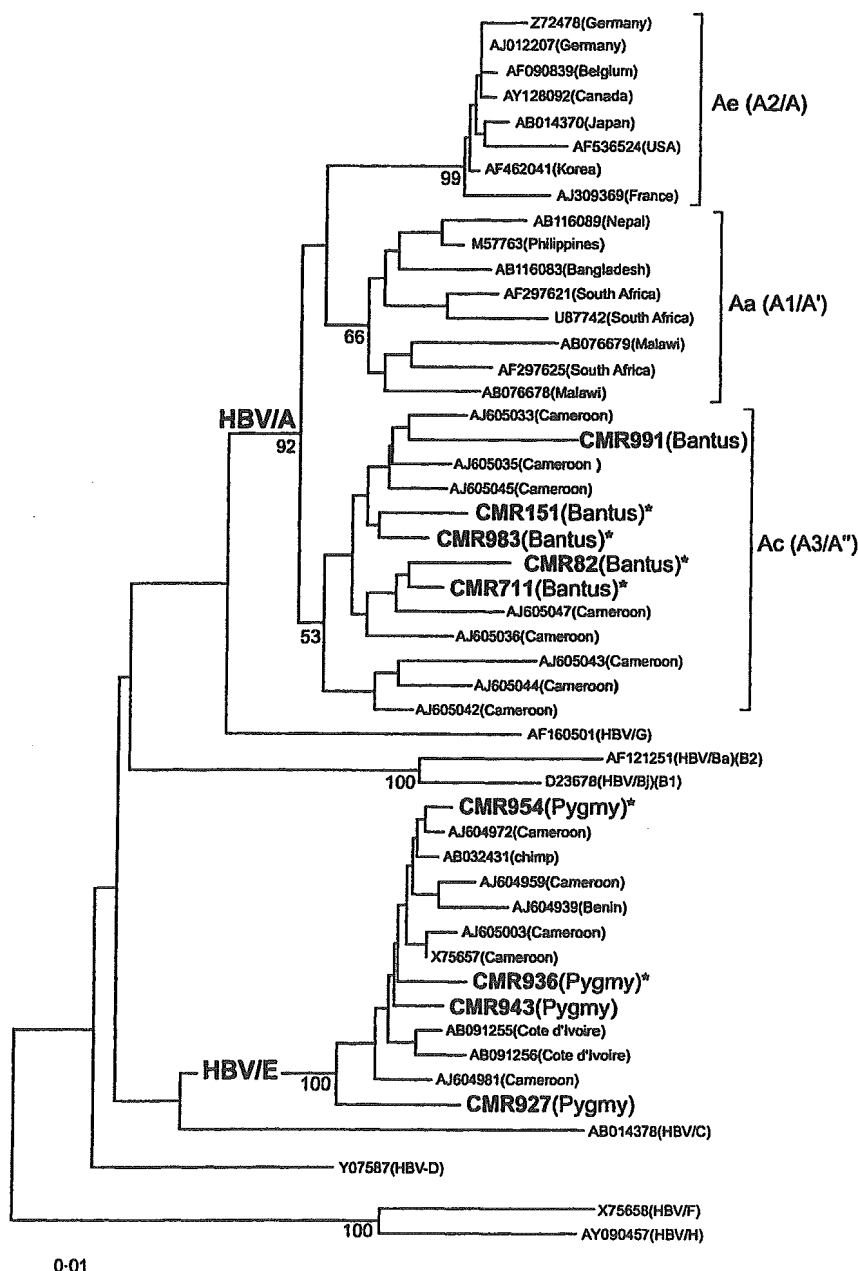 Z72478(Germany)
AJ012207(Germany)
AF090839(Belgium)
AY128092(Canada)
Ae (A2/A)
AB014370(Japan)
AF536524(USA)
AF462041(Korea)
99
AJ309369(France)
AB116089(Nepal)
M57763(Philippines)
AB116083(Bangladesh)
AF297621(South Africa)
Aa (A1/A')
U87742(South Africa)
66
AB076679(Malawi)
AF297625(South Africa)
AB076678(Malawi)
HBV/A
92
AJ605033(Cameroon)
CMR991(Bantus)
AJ605035(Cameroon )
AJ605045(Cameroon)
CMR151(Bantus)*
CMR983(Bantus)*
Ac (A3/A")
CMR82(Bantus)*
CMR711(Bantus)*
AJ605047(Cameroon)
53
AJ605036(Cameroon)
AJ605043(Cameroon)
AJ605044(Cameroon)
AJ605042(Cameroon)
AF160501(HBV/G)
AF121251(HBV/Ba)(B2)
100
D23678(HBV/Bj)(B1)
CMR954(Pygmy)*
AJ604972(Cameroon)
AB032431(chimp)
AJ604959(Cameroon)
AJ604939(Benin)
AJ605003(Cameroon)
X75657(Cameroon)
CMR936(Pygmy)*
CMR943(Pygmy)
AB091255(Cote d'Ivoire)
AB091256(Cote d'Ivoire)
HBV/E
100
AJ604981(Cameroon)
CMR927(Pygmy)
AB014378(HBV/C)
Y07587(HBV-D)
X75658(HBV/F)
100
AY090457(HBV/H)
0·01